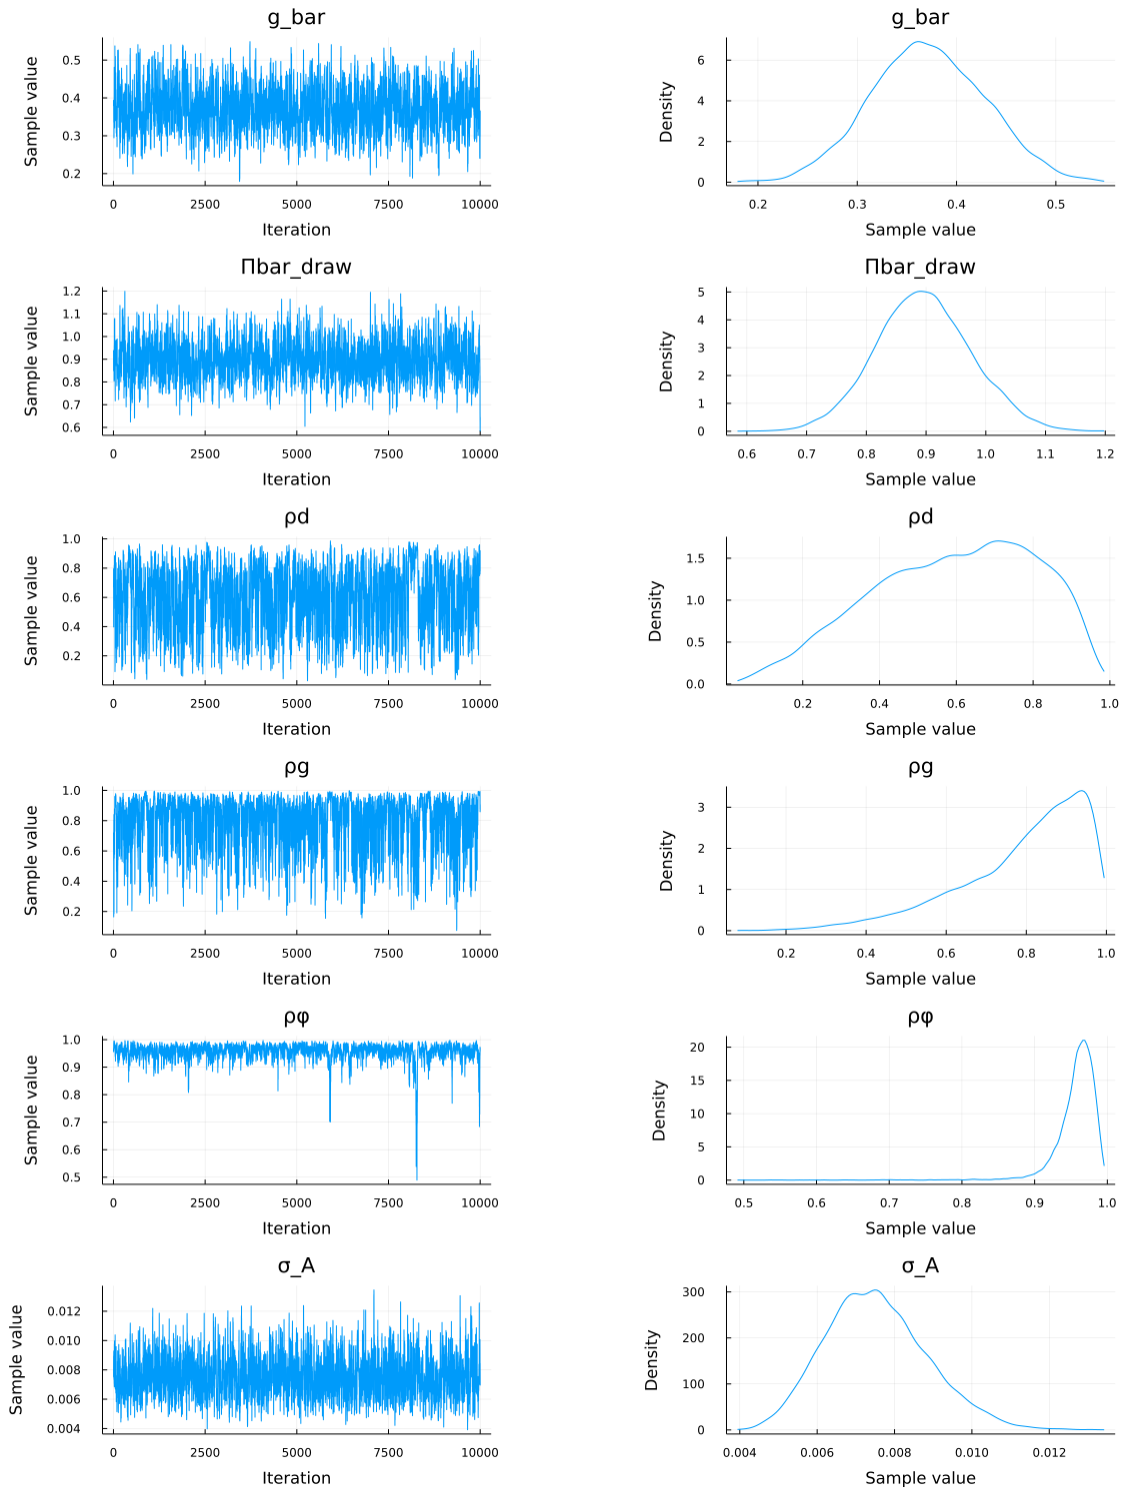 g_bar
g_bar
Sample value
0.5
0.4
0.3
0.2
0 2500 5000 7500 10000
Iteration
Density
6
4
2
0
0.2 0.3 0.4 0.5
Sample value
Πbar_draw
Πbar_draw
Sample value
1.2
1.1
1.0
0.9
0.8
0.7
0.6
0 2500 5000 7500 10000
Iteration
Density
5
4
3
2
1
0
0.6 0.7 0.8 0.9 1.0 1.1 1.2
Sample value
ρd
ρd
Sample value
1.0
0.8
0.6
0.4
0.2
0 2500 5000 7500 10000
Iteration
Density
1.5
1.0
0.5
0.0
0.2 0.4 0.6 0.8 1.0
Sample value
ρg
ρg
Sample value
1.0
0.8
0.6
0.4
0.2
0 2500 5000 7500 10000
Iteration
Density
3
2
1
0
0.2 0.4 0.6 0.8 1.0
Sample value
ρφ
ρφ
Sample value
1.0
0.9
0.8
0.7
0.6
0.5
0 2500 5000 7500 10000
Iteration
Density
20
15
10
5
0
0.5 0.6 0.7 0.8 0.9 1.0
Sample value
σ_A
σ_A
Sample value
0.012
0.010
0.008
0.006
0.004
0 2500 5000 7500 10000
Iteration
Density
300
200
100
0
0.004 0.006 0.008 0.010 0.012
Sample value